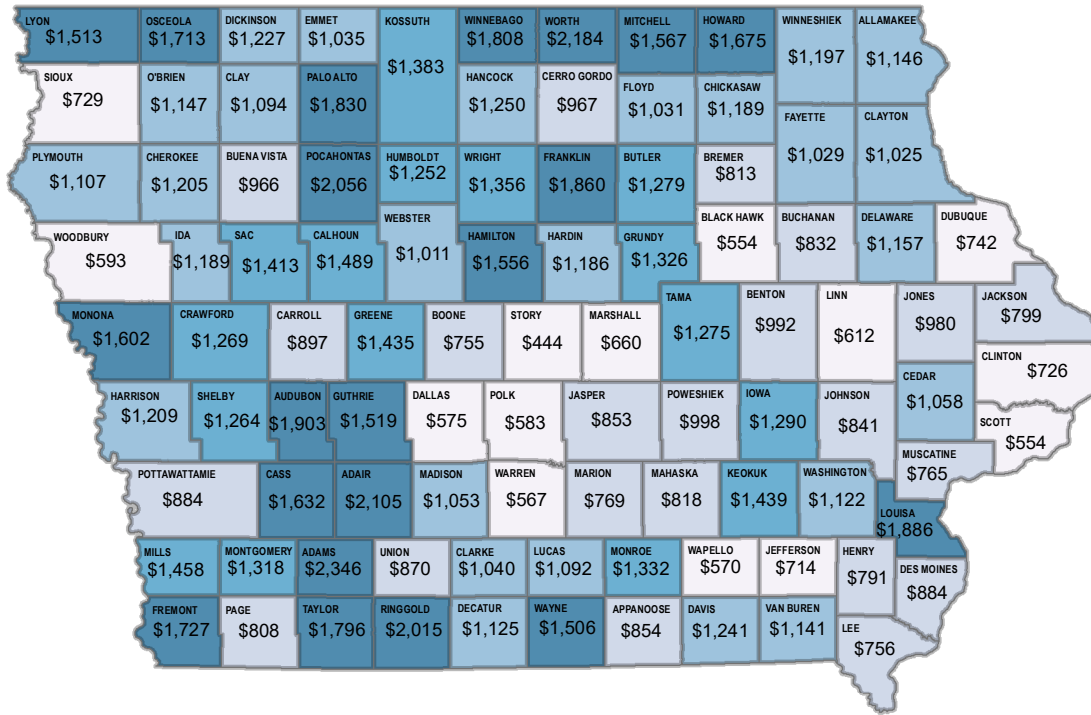 LYON
$1,513
OSCEOLA
$1,713
DICKINSON
$1,227
EMMET
$1,035
KOSSUTH
$1,383
WINNEBAGO
$1,808
WORTH
$2,184
MITCHELL
$1,567
HOWARD
$1,675
WINNESHIEK
$1,197
ALLAMAKEE
$1,146
SIOUX
$729
O'BRIEN
$1,147
CLAY
$1,094
PALO ALTO
$1,830
HANCOCK
$1,250
CERRO GORDO
$967
FLOYD
$1,031
CHICKASAW
$1,189
FAYETTE
$1,029
CLAYTON
$1,025
PLYMOUTH
$1,107
CHEROKEE
$1,205
BUENA VISTA
$966
POCAHONTAS
$2,056
HUMBOLDT
$1,252
WRIGHT
$1,356
FRANKLIN
$1,860
BUTLER
$1,279
BREMER
$813
WOODBURY
$593
IDA
$1,189
SAC
$1,413
CALHOUN
$1,489
WEBSTER
$1,011
HAMILTON
$1,556
HARDIN
$1,186
GRUNDY
$1,326
BLACK HAWK
$554
BUCHANAN
$832
DELAWARE
$1,157
DUBUQUE
$742
MONONA
$1,602
CRAWFORD
$1,269
CARROLL
$897
GREENE
$1,435
BOONE
$755
STORY
$444
MARSHALL
$660
TAMA
$1,275
BENTON
$992
LINN
$612
JONES
$980
JACKSON
$799
CLINTON
$726
HARRISON
$1,209
SHELBY
$1,264
AUDUBON
$1,903
GUTHRIE
$1,519
DALLAS
$575
POLK
$583
JASPER
$853
POWESHIEK
$998
IOWA
$1,290
JOHNSON
$841
CEDAR
$1,058
SCOTT
$554
MUSCATINE
$765
POTTAWATTAMIE
$884
CASS
$1,632
ADAIR
$2,105
MADISON
$1,053
WARREN
$567
MARION
$769
MAHASKA
$818
KEOKUK
$1,439
WASHINGTON
$1,122
LOUISA
$1,886
MILLS
$1,458
MONTGOMERY
$1,318
ADAMS
$2,346
UNION
$870
CLARKE
$1,040
LUCAS
$1,092
MONROE
$1,332
WAPELLO
$570
JEFFERSON
$714
HENRY
$791
DES MOINES
$884
FREMONT
$1,727
PAGE
$808
TAYLOR
$1,796
RINGGOLD
$2,015
DECATUR
$1,125
WAYNE
$1,506
APPANOOSE
$854
DAVIS
$1,241
VAN BUREN
$1,141
LEE
$756